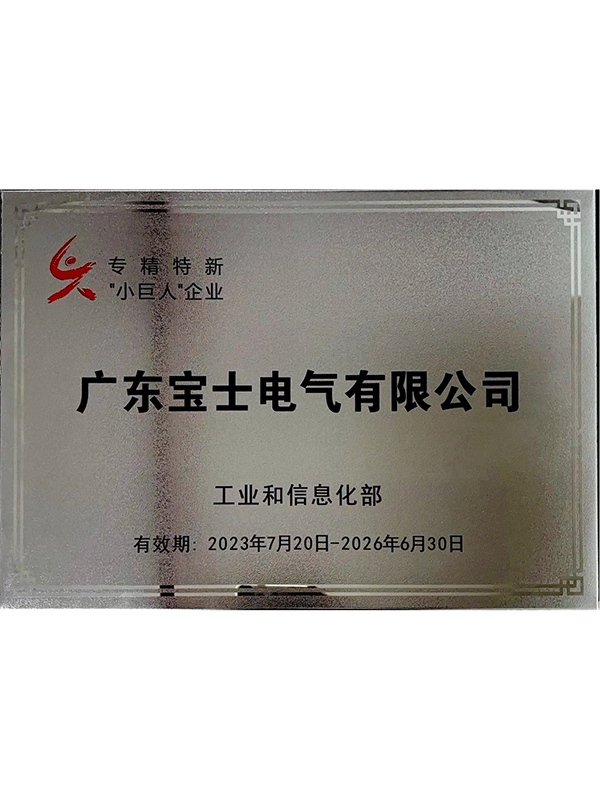 专精特新
"小巨人"企业
广东宝士电气有限公司
工业和信息化部
有效期: 2023年7月20日-2026年6月30日